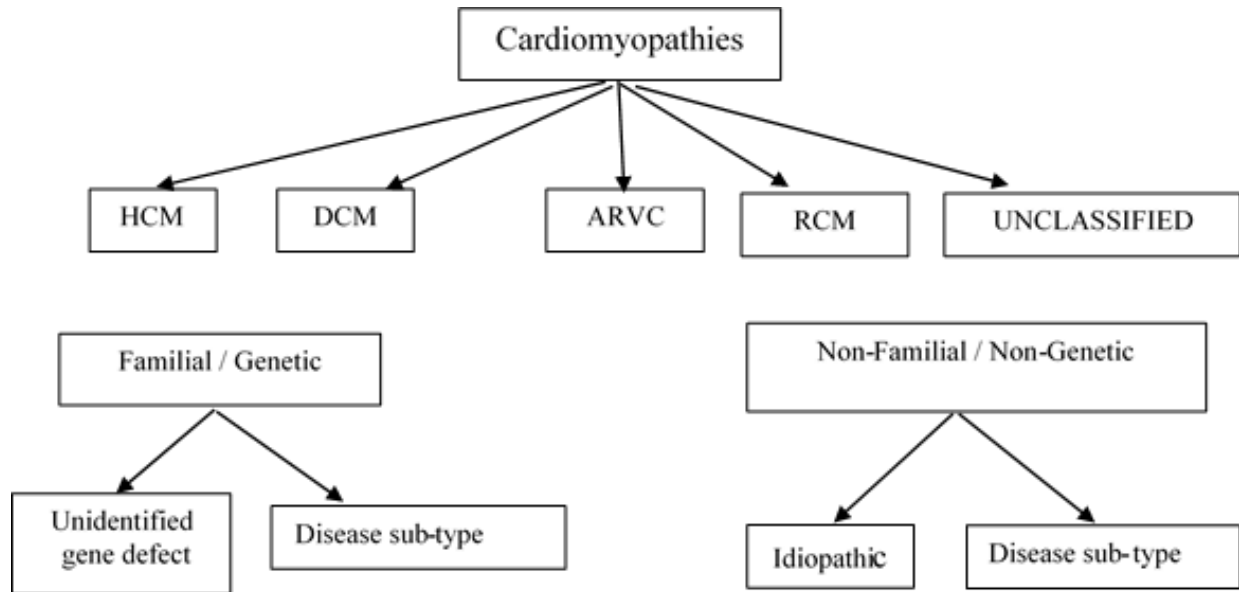 Cardiomyopathies
HCM
DCM
ARVC
RCM
UNCLASSIFIED
Familial / Genetic
Non-Familial / Non-Genetic
Unidentified
gene defect
Disease sub-type
Idiopathic
Disease sub-type